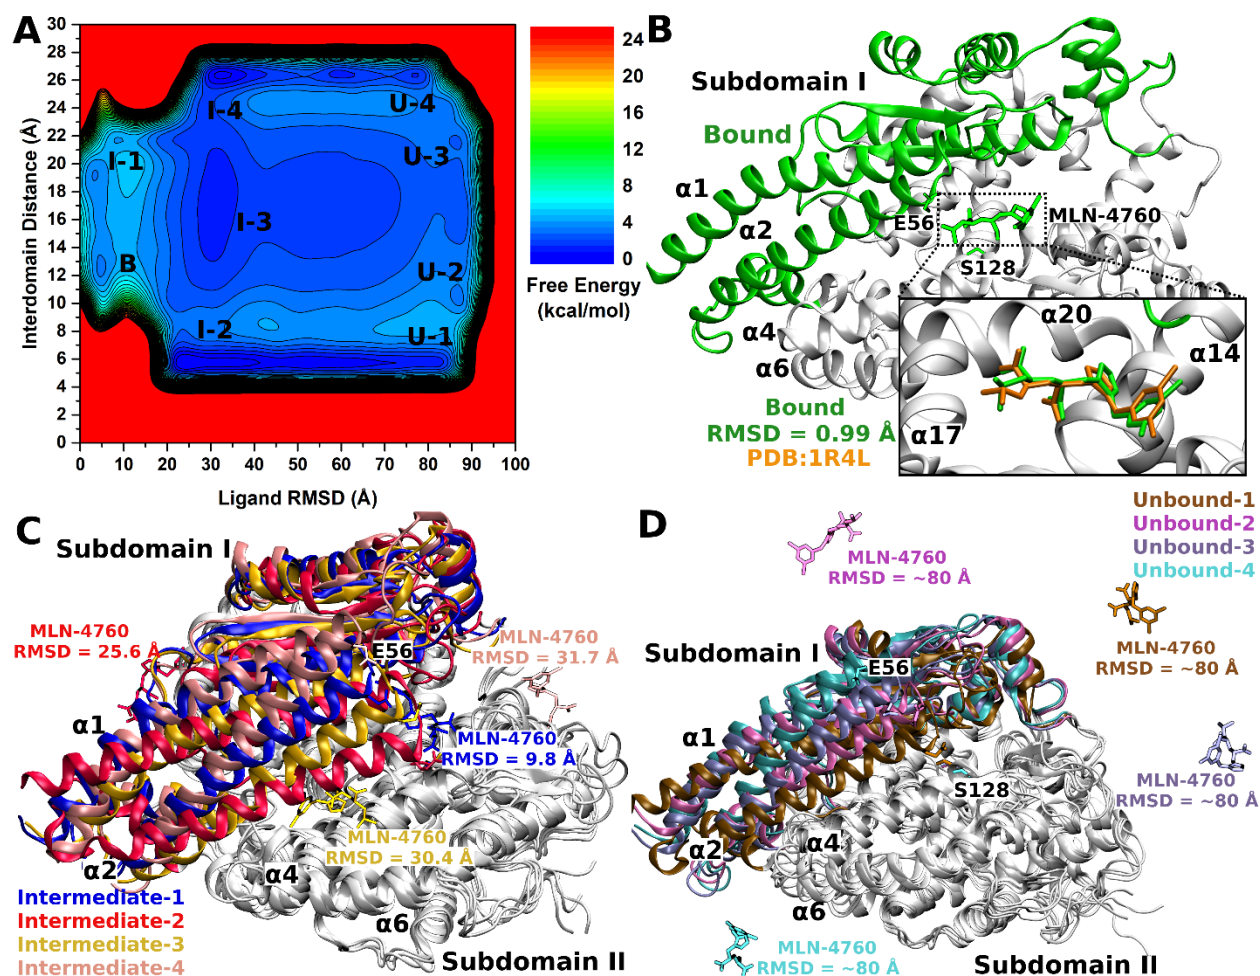 A
30
28
26
24
22
20
18
16
14
12
10
8
6
4
2
0
Interdomain Distance (Å)
I-4
U-4
I-1
U-3
I-3
B
U-2
I-2
U-1
0
10
20
30
40
50
60
70
80
90
100
Ligand RMSD (Å)
24
20
16
12
8
4
0
Free Energy
(kcal/mol)
B
Subdomain I
Bound
α1
α2
E56
MLN-4760
S128
α4
α6
α20
α14
α17
Bound
RMSD = 0.99 Å
PDB:1R4L
C
Subdomain I
MLN-4760
RMSD = 25.6 Å
E56
MLN-4760
RMSD = 31.7 Å
α1
MLN-4760
RMSD = 9.8 Å
MLN-4760
RMSD = 30.4 Å
α2
α4
α6
Intermediate-1
Intermediate-2
Intermediate-3
Intermediate-4
Subdomain II
D
Unbound-1
Unbound-2
Unbound-3
Unbound-4
MLN-4760
RMSD = ~80 Å
MLN-4760
RMSD = ~80 Å
Subdomain I
E56
α1
MLN-4760
RMSD = ~80 Å
S128
α2
α4
α6
MLN-4760
RMSD = ~80 Å
Subdomain II